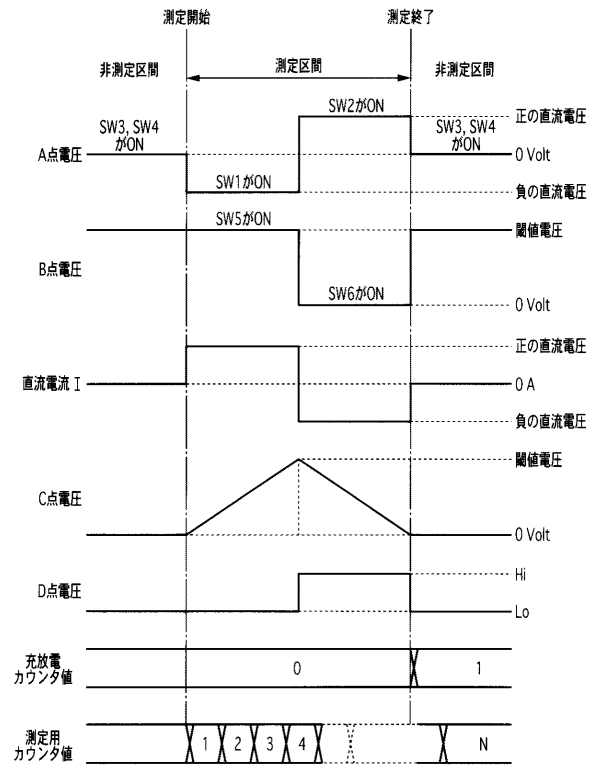 測定開始
測定終了
非測定区間
測定区間
非測定区間
SW2がON
正の直流電圧
SW3, SW4
がON
SW3, SW4
がON
A点電圧
0 Volt
SW1がON
負の直流電圧
SW5がON
閾値電圧
B点電圧
SW6がON
0 Volt
正の直流電圧
直流電流 I
0 A
負の直流電圧
閾値電圧
C点電圧
0 Volt
Hi
D点電圧
Lo
充放電
カウンタ値
0
1
測定用
カウンタ値
1
2
3
4
N